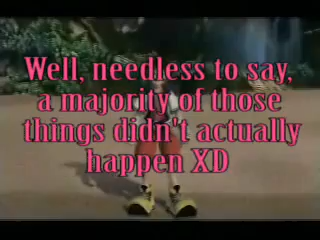 Well, needless to say,
a majority of those
things didn't actually
happen XD